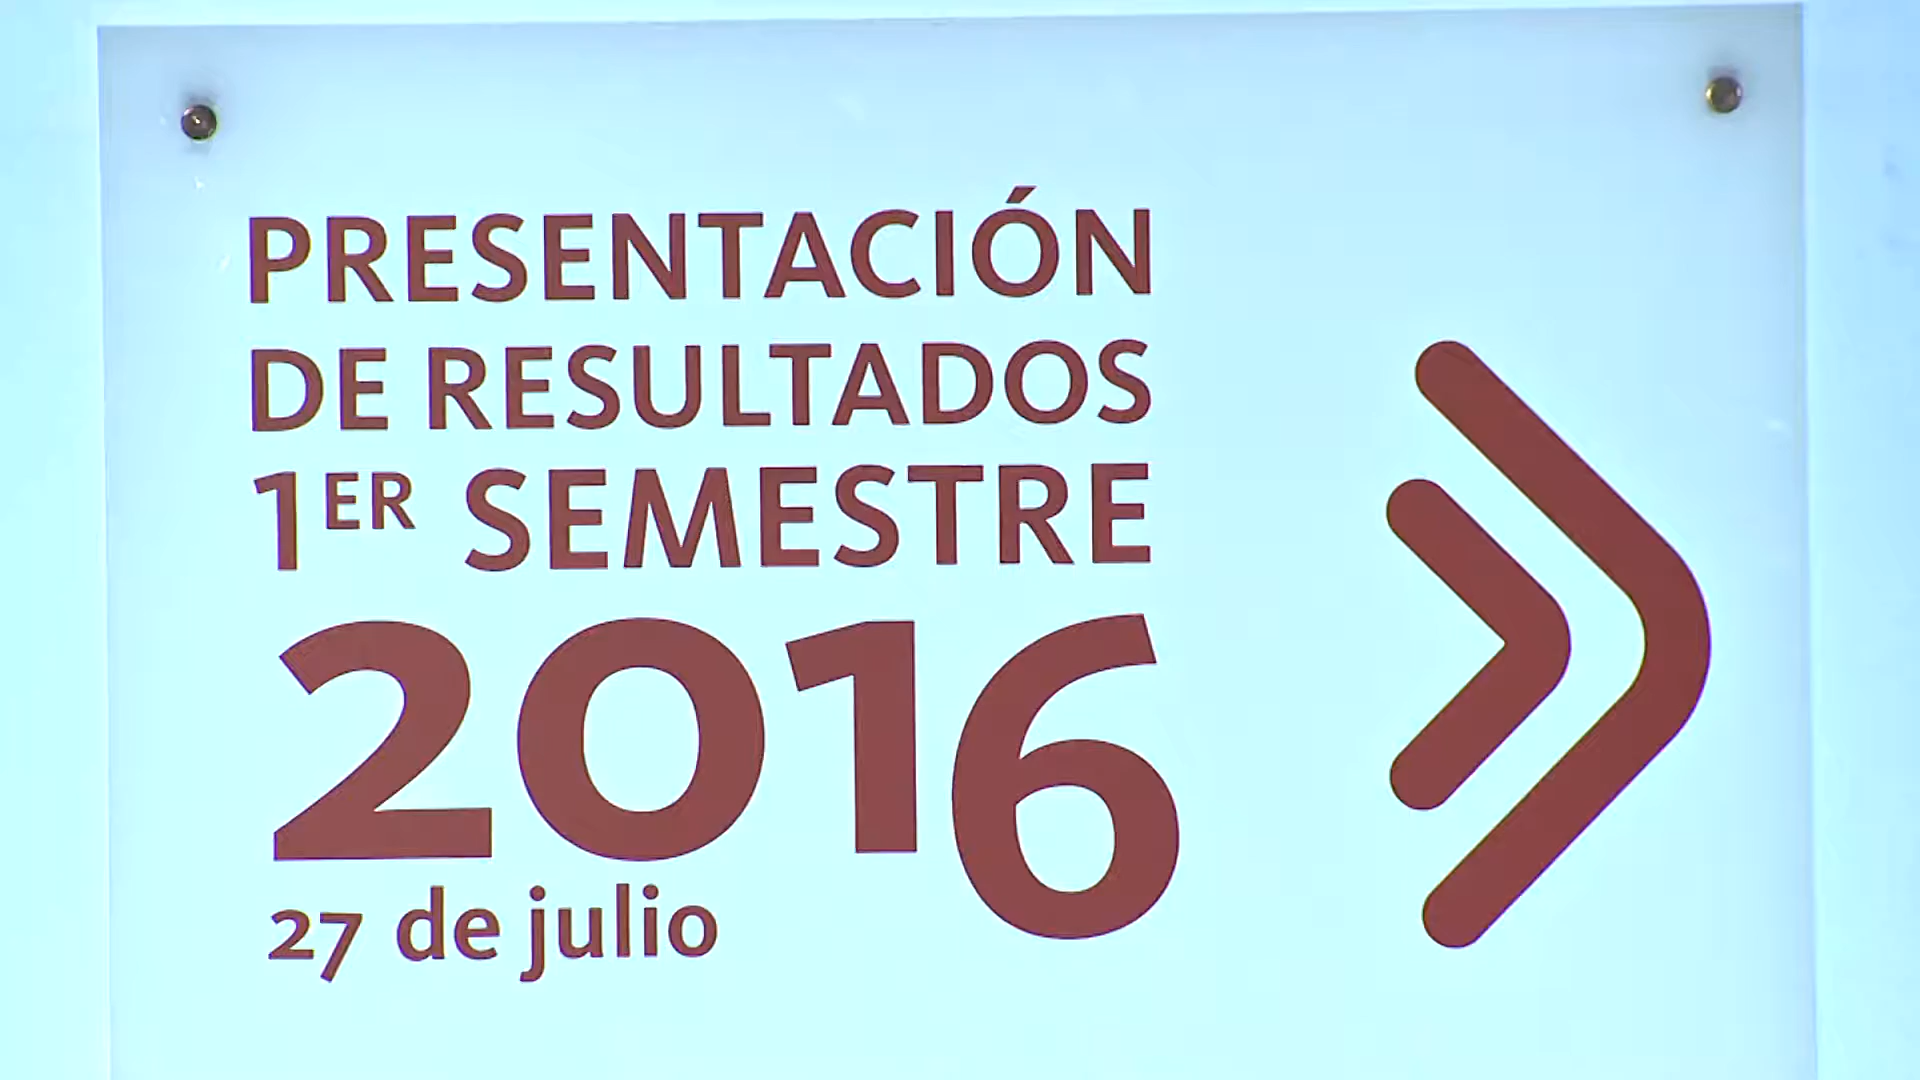 PRESENTACIÓN
DE RESULTADOS
1ER SEMESTRE
2016
27 de julio